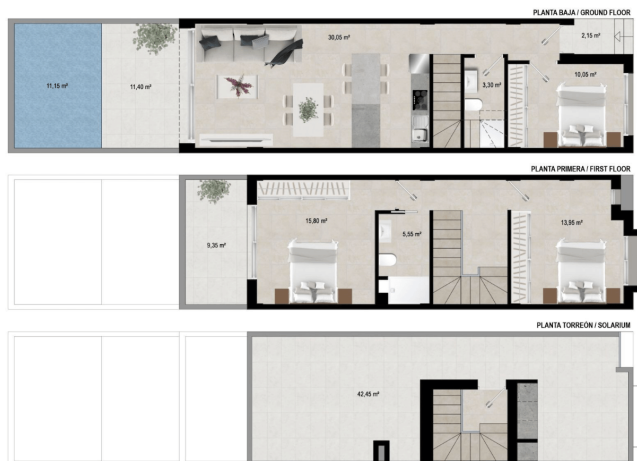 PLANTA BAJA / GROUND FLOOR
30,05 m²
2,15 m²
10,05 m²
11,15 m²
11,40 m²
3,30 m²
PLANTA PRIMERA / FIRST FLOOR
15,80 m²
13,95 m²
5,55 m²
9,35 m²
PLANTA TORREÓN / SOLARIUM
42,45 m²